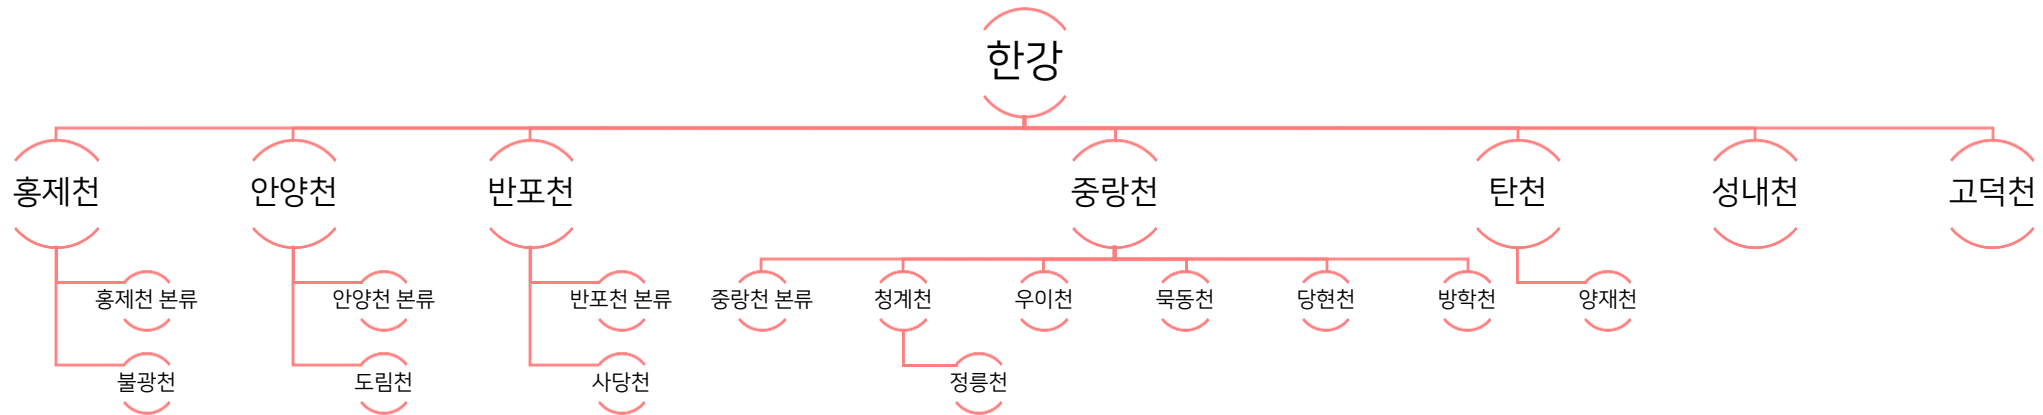 한강
홍제천
안양천
반포천
중랑천
탄천
성내천
고덕천
홍제천 본류
안양천 본류
반포천 본류
중랑천 본류
청계천
우이천
묵동천
당현천
방학천
양재천
불광천
도림천
사당천
정릉천